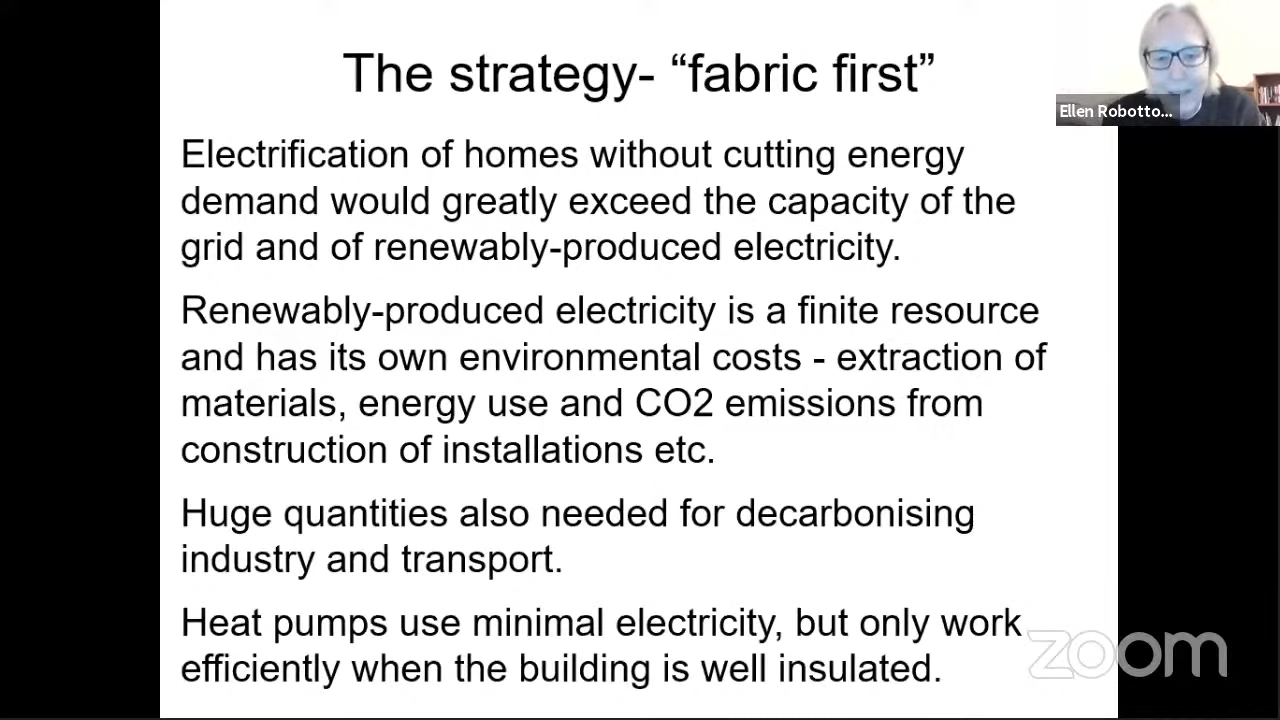 The strategy- “fabric first”
Ellen Robotto...
Electrification of homes without cutting energy
demand would greatly exceed the capacity of the
grid and of renewably-produced electricity.
Renewably-produced electricity is a finite resource
and has its own environmental costs - extraction of
materials, energy use and CO2 emissions from
construction of installations etc.
Huge quantities also needed for decarbonising
industry and transport.
Heat pumps use minimal electricity, but only work
efficiently when the building is well insulated.
zoom